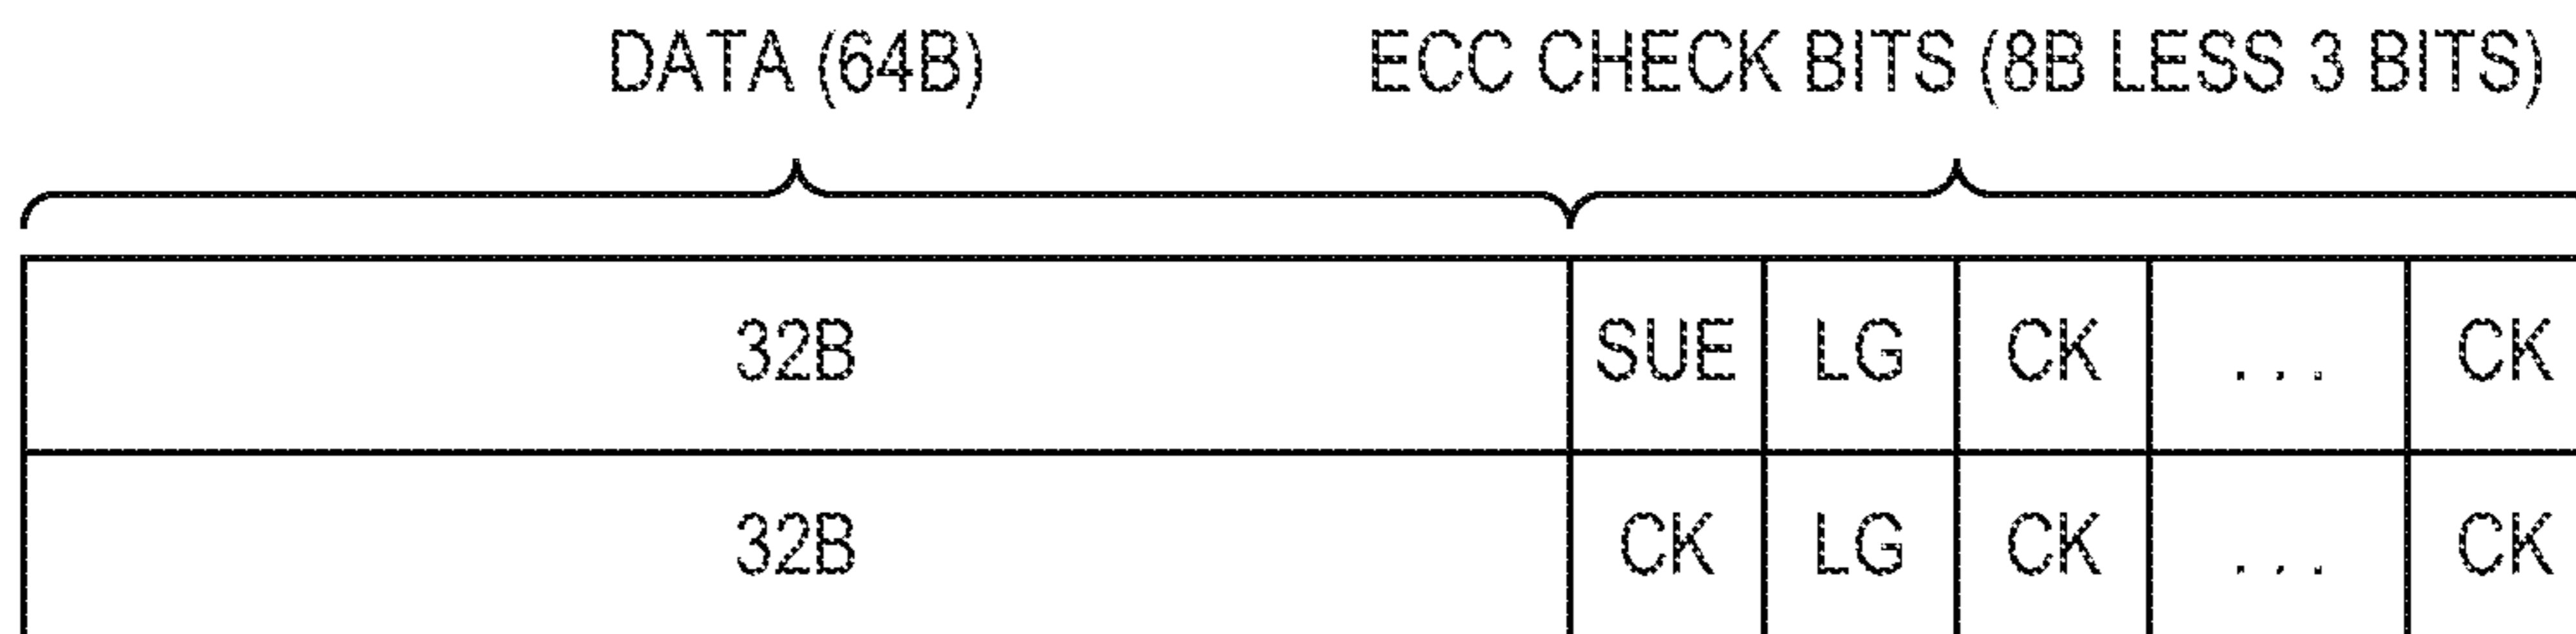 DATA (64B) ECC CHECK BITS (8B LESS 3 BITS)
32B SUE LG CK ... CK
32B CK LG CK ... CK